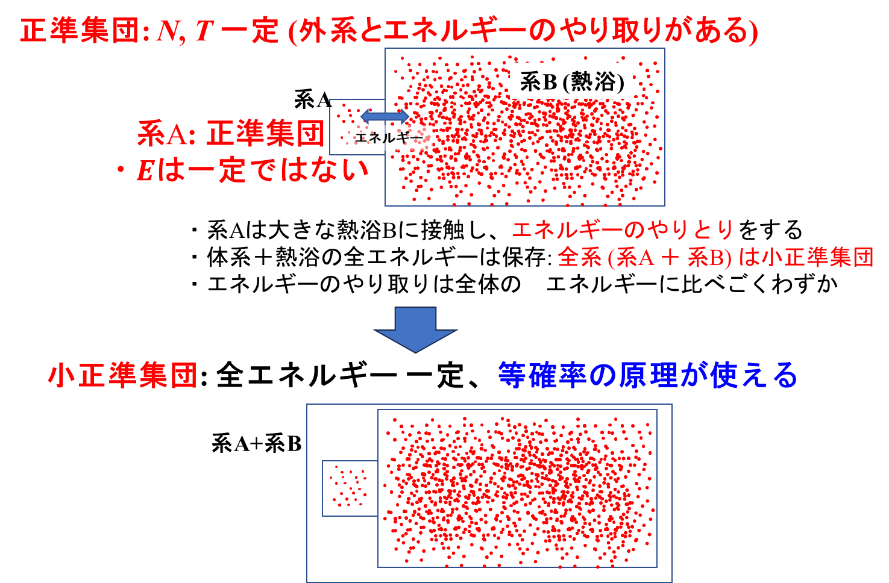 正準集団: N, T 一定 (外系とエネルギーのやり取りがある)
系B (熱浴)
系A
エネルギー
系A: 正準集団
・Eは一定ではない
・系Aは大きな熱浴Bに接触し、エネルギーのやりとりをする
・体系＋熱浴の全エネルギーは保存: 全系 (系A ＋ 系B) は小正準集団
・エネルギーのやり取りは全体の　エネルギーに比べごくわずか
小正準集団: 全エネルギー 一定、等確率の原理が使える
系A+系B